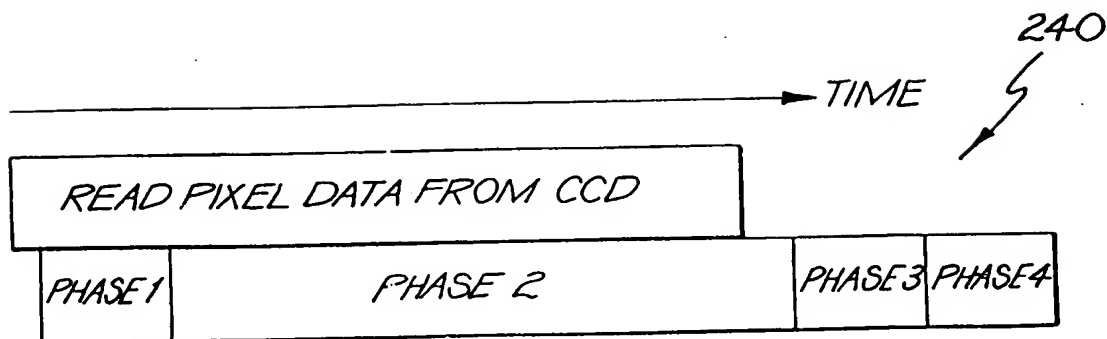 240
TIME
READ PIXEL DATA FROM CCD
PHASE 1 PHASE 2 PHASE 3 PHASE 4